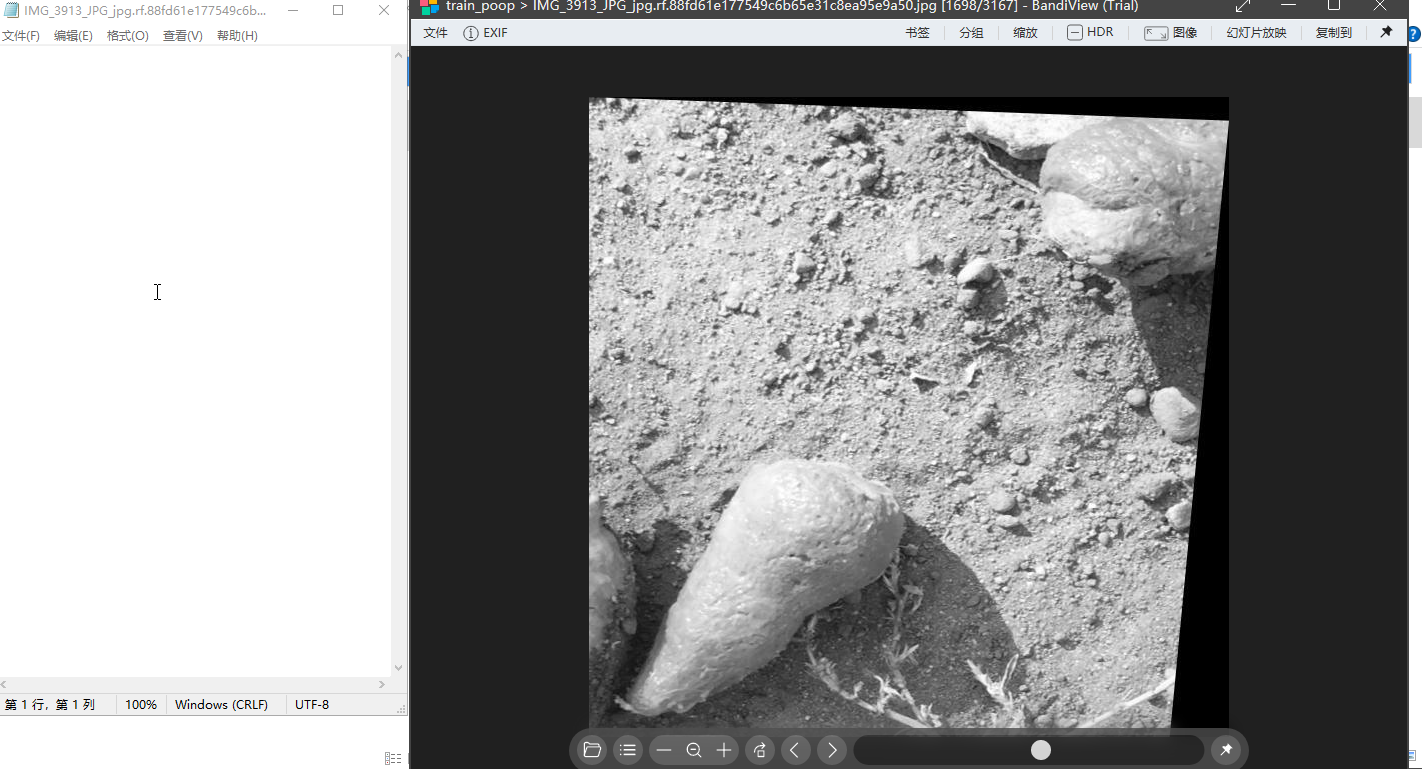 IMG_3913_JPG_jpg.rf.88fd61e177549c6b...
文件(F) 编辑(E) 格式(O) 查看(V) 帮助(H)
第 1 行，第 1 列 100% Windows (CRLF) UTF-8
train_poop > IMG_3913_JPG_jpg.rf.88fd61e177549c6b65e31c8ea95e9a50.jpg [1698/3167] - BandiView (Trial)
文件 EXIF 书签 分组 缩放 HDR 图像 幻灯片放映 复制到
?